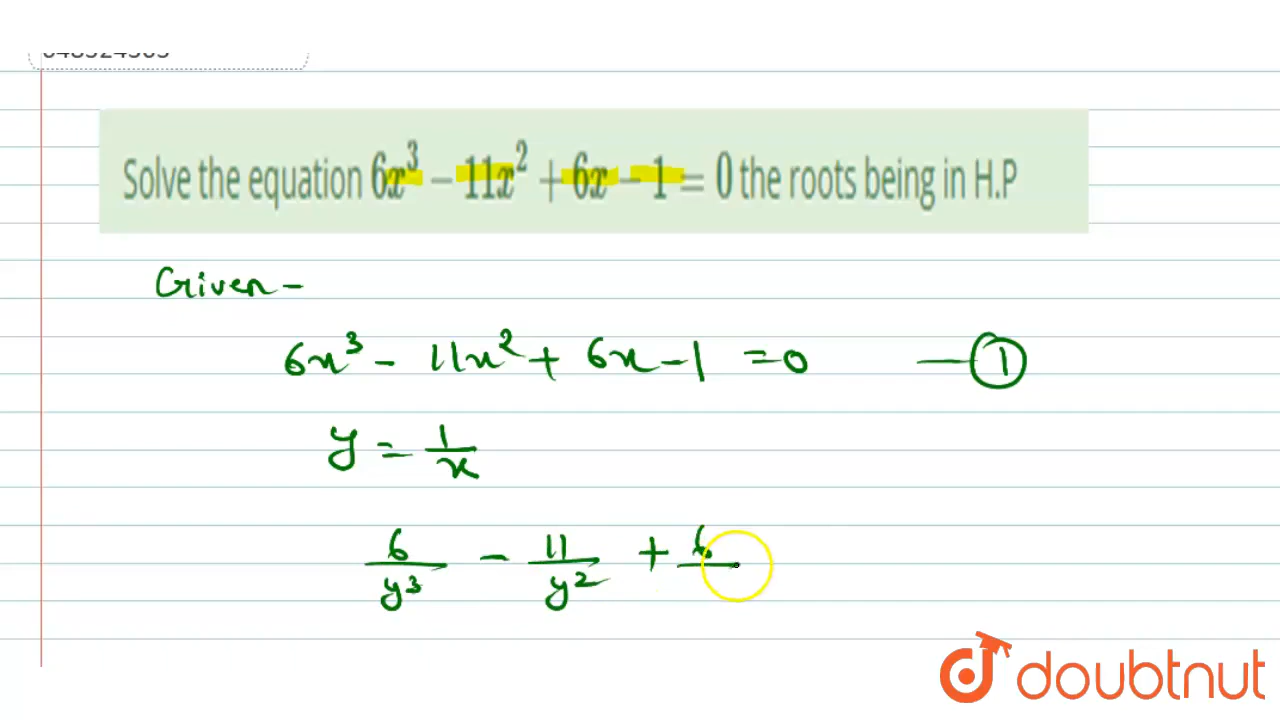 Solve the equation 6x³ − 11x² + 6x − 1 = 0 the roots being in H.P
Given -
6x³ - 11x² + 6x - 1 = 0 — ①
y = 1/x
6/y³ - 11/y² + 6
doubtnut